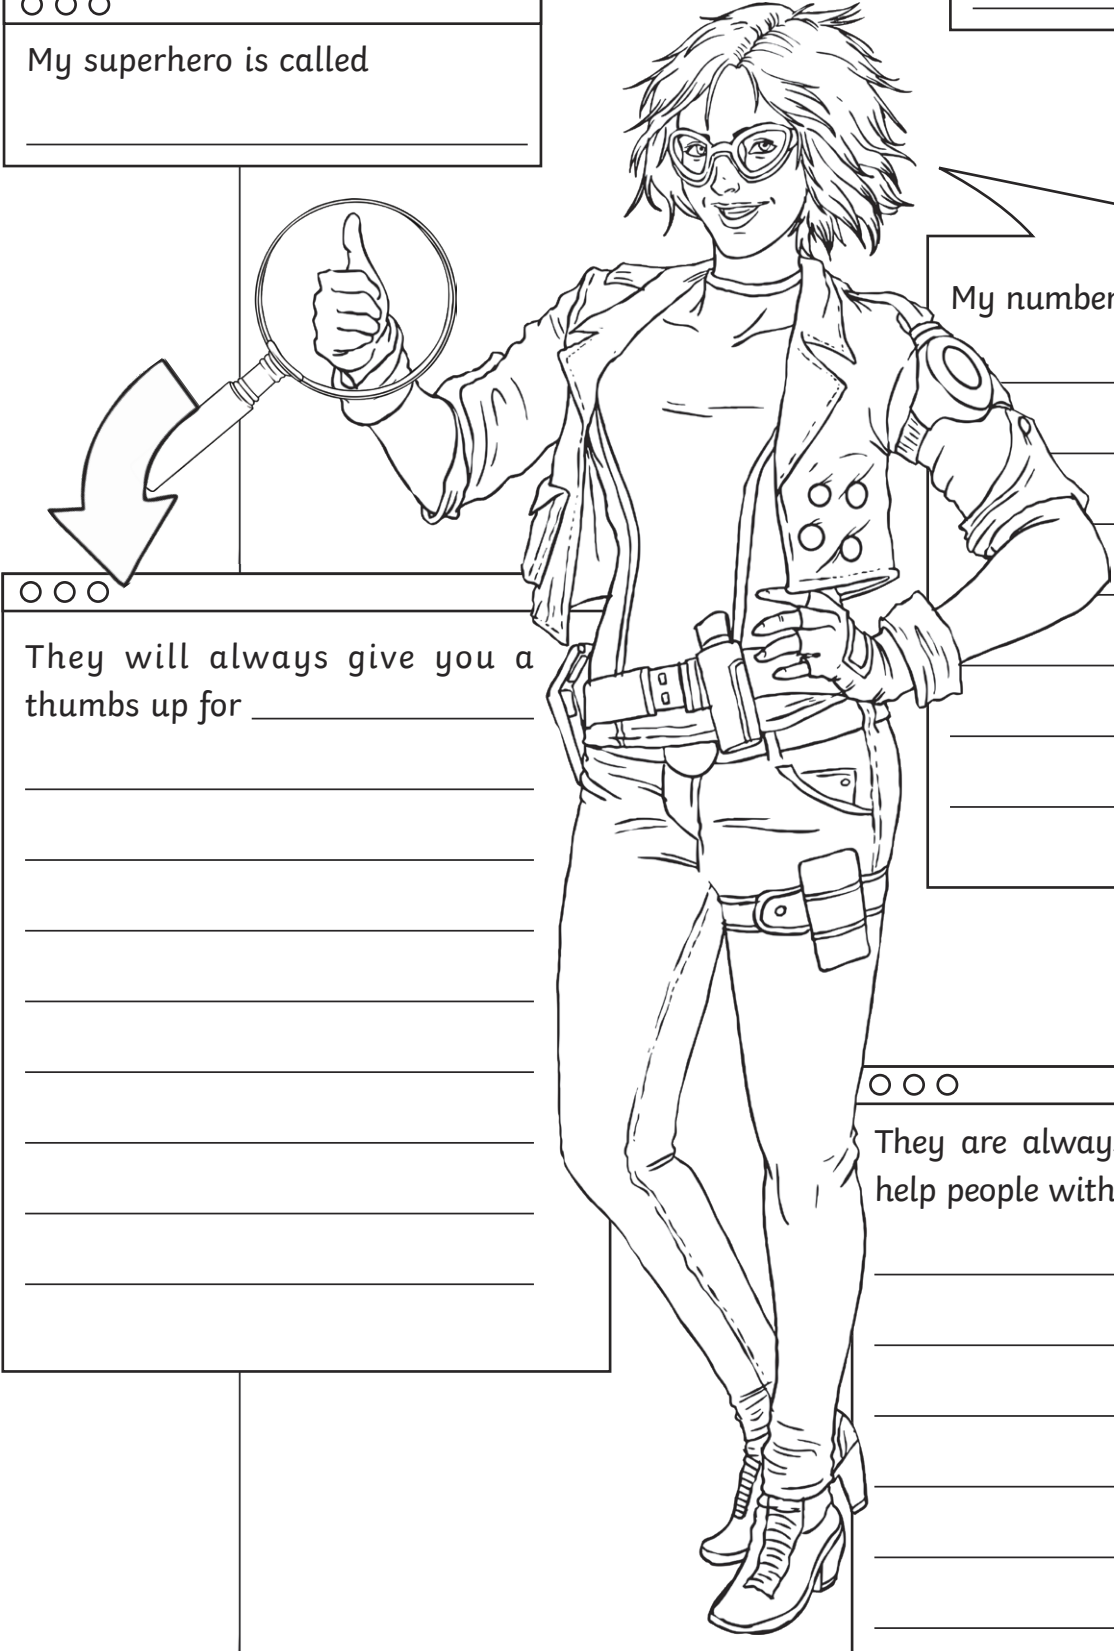 My superhero is called
My number
They will always give you a
thumbs up for
They are always
help people with